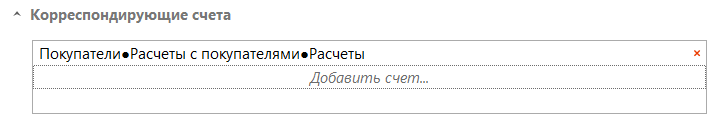 Корреспондирующие счета
Покупатели●Расчеты с покупателями●Расчеты ×
Добавить счет...